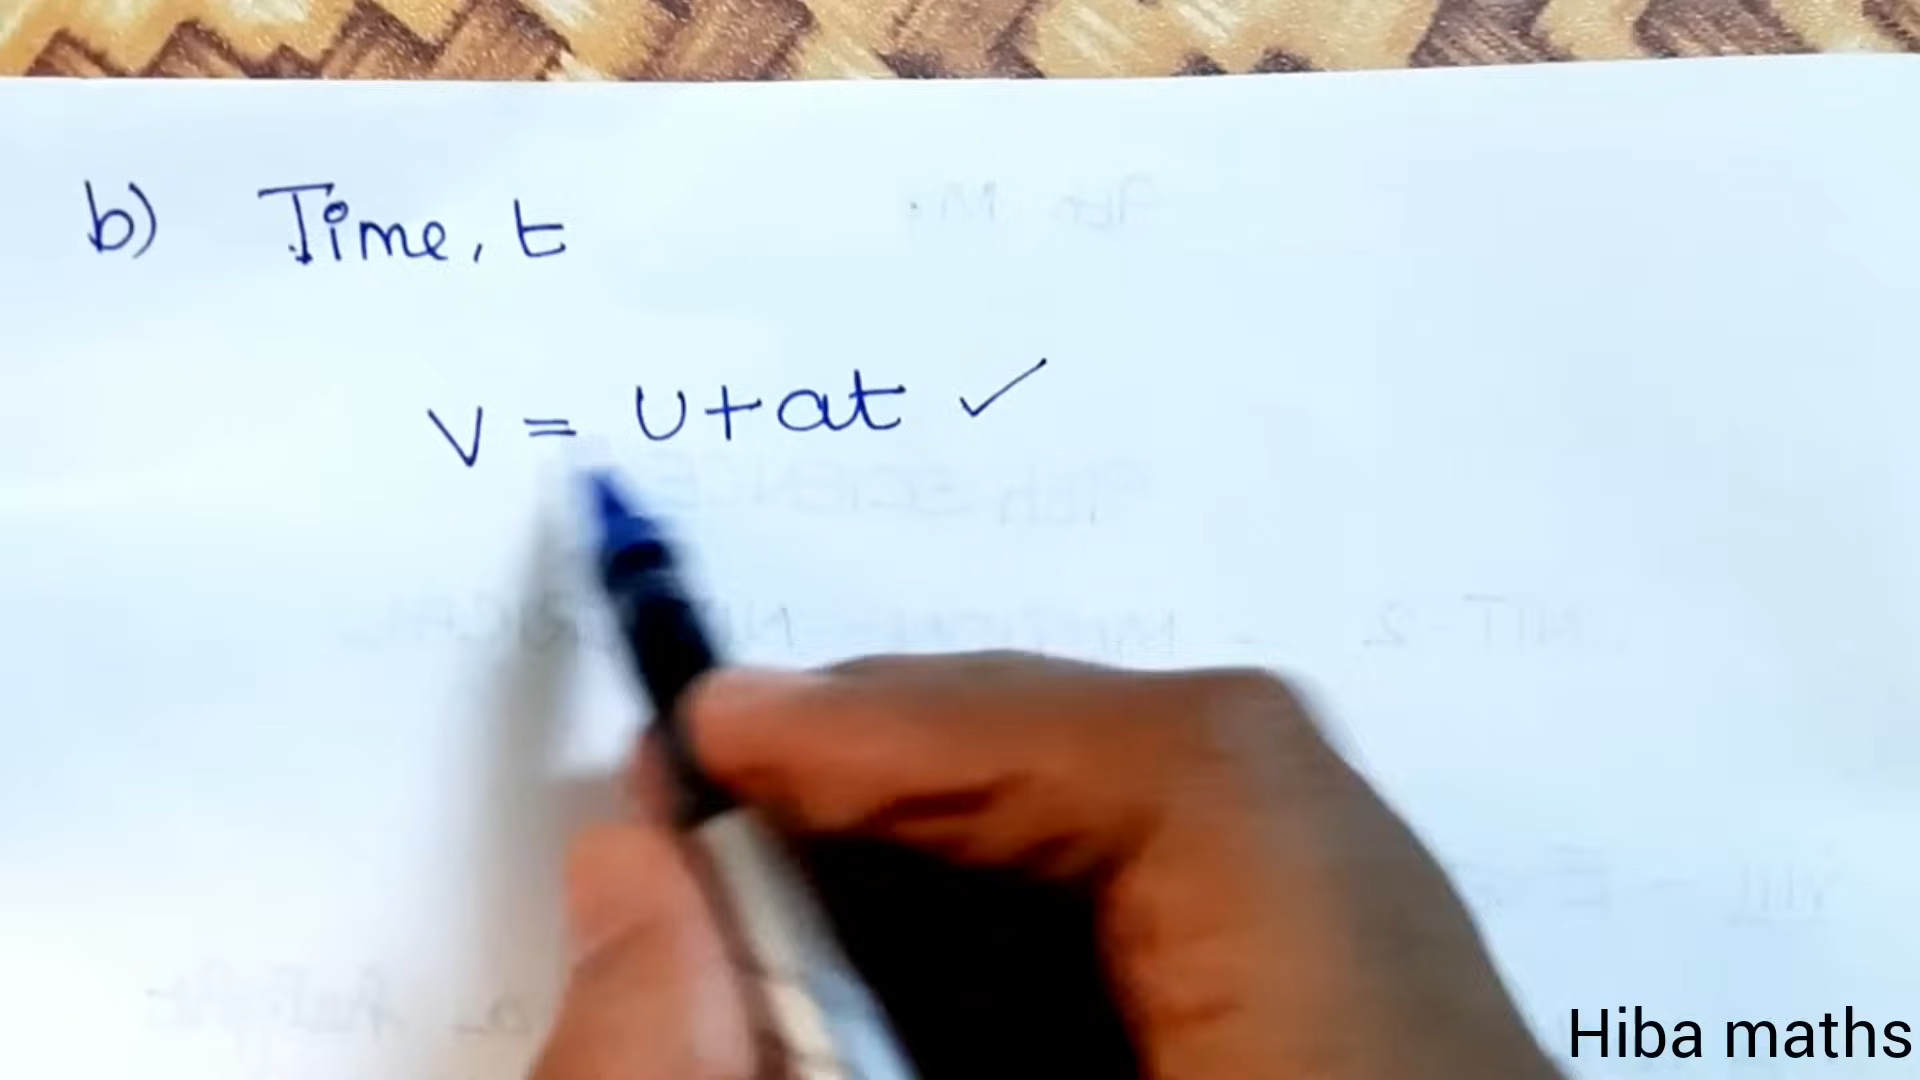 b) Time, t
v = u+at ✓
Hiba maths